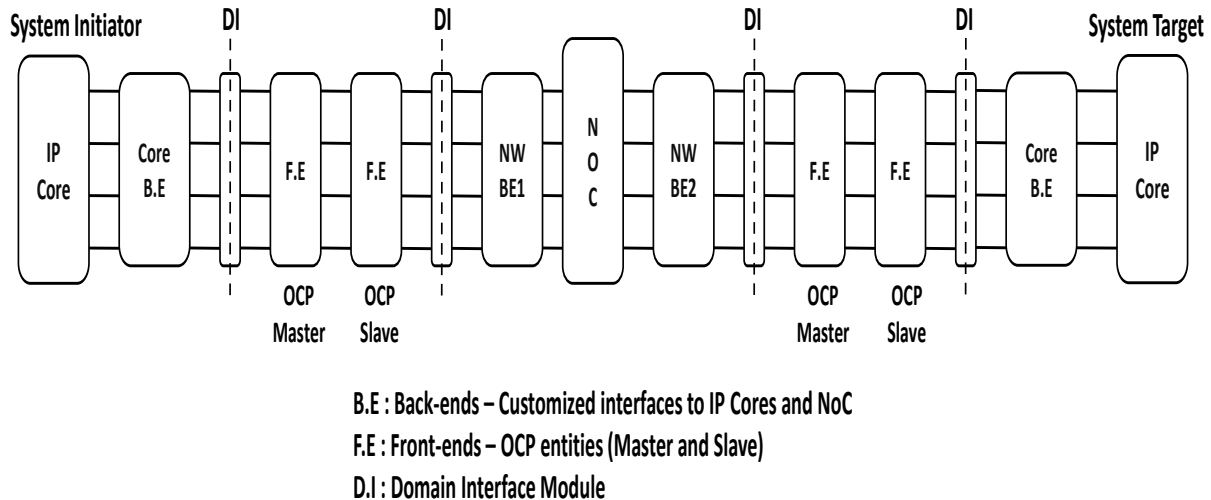 System Initiator
DI
DI
DI
DI
System Target
IP
Core
Core
B.E
F.E
F.E
NW
BE1
N
O
C
NW
BE2
F.E
F.E
Core
B.E
IP
Core
OCP
Master
OCP
Slave
OCP
Master
OCP
Slave
B.E : Back-ends – Customized interfaces to IP Cores and NoC
F.E : Front-ends – OCP entities (Master and Slave)
D.I : Domain Interface Module